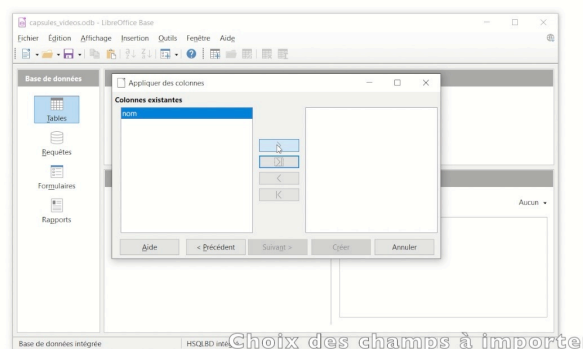 capsules_videos.odb - LibreOffice Base
Fichier Édition Affichage Insertion Outils Fenêtre Aide
Base de données
Tables
Requêtes
Formulaires
Rapports
Appliquer des colonnes
Colonnes existantes
nom
Aide < Précédent Suivant > Créer Annuler
Aucun
Base de données intégrée HSQLBD
Choix des champs à importe